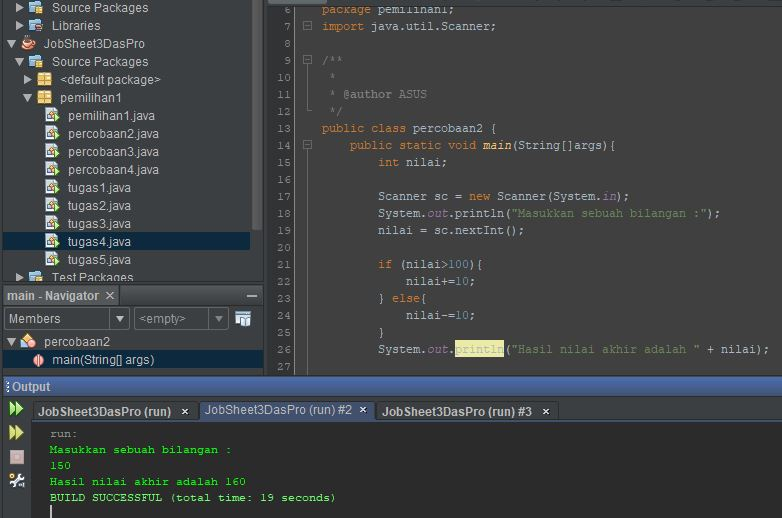 Source Packages
Libraries
JobSheet3DasPro
Source Packages
<default package>
pemilihan1
pemilihan1.java
percobaan2.java
percobaan3.java
percobaan4.java
tugas1.java
tugas2.java
tugas3.java
tugas4.java
tugas5.java
Test Packages
main - Navigator ×
Members <empty>
percobaan2
main(String[] args)
6 package pemilihan1;
7 import java.util.Scanner;
8
9 /**
10 *
11 * @author ASUS
12 */
13 public class percobaan2 {
14 public static void main(String[]args){
15 int nilai;
16
17 Scanner sc = new Scanner(System.in);
18 System.out.println("Masukkan sebuah bilangan :");
19 nilai = sc.nextInt();
20
21 if (nilai>100){
22 nilai+=10;
23 } else{
24 nilai-=10;
25 }
26 System.out.println("Hasil nilai akhir adalah " + nilai);
27
Output
JobSheet3DasPro (run) × JobSheet3DasPro (run) #2 × JobSheet3DasPro (run) #3 ×
run:
Masukkan sebuah bilangan :
150
Hasil nilai akhir adalah 160
BUILD SUCCESSFUL (total time: 19 seconds)